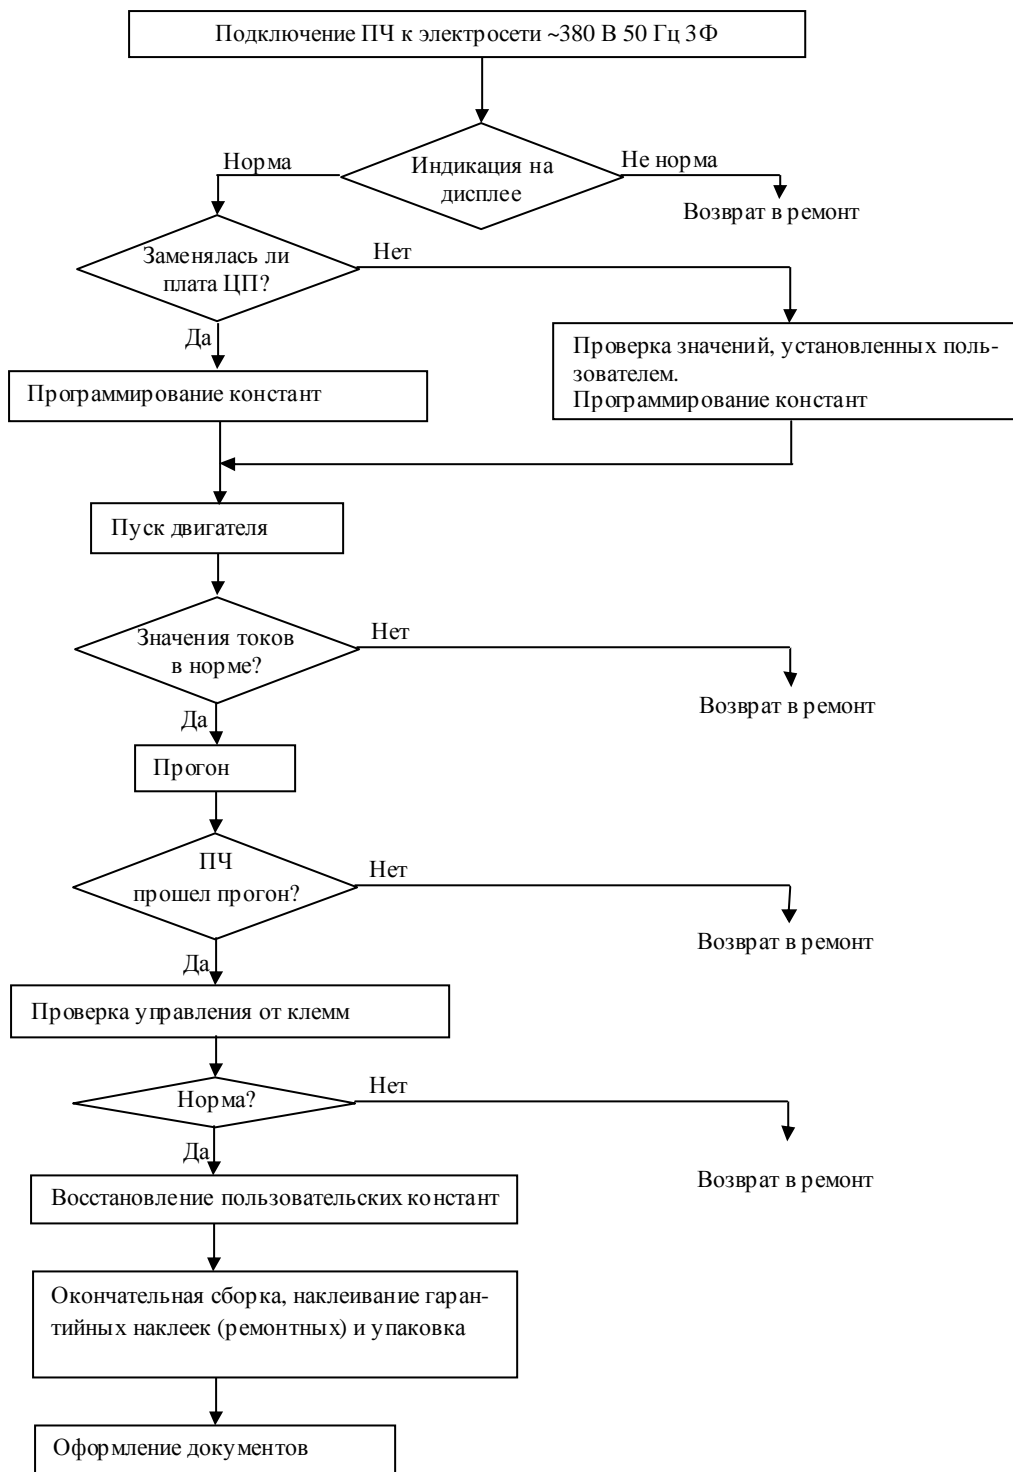 Подключение ПЧ к электросети ~380 В 50 Гц 3Ф
Индикация на
дисплее
Норма
Не норма
Возврат в ремонт
Заменялась ли
плата ЦП?
Нет
Да
Проверка значений, установленных поль-
зователем.
Программирование констант
Программирование констант
Пуск двигателя
Значения токов
в норме?
Нет
Возврат в ремонт
Да
Прогон
ПЧ
прошел прогон?
Нет
Возврат в ремонт
Да
Проверка управления от клемм
Норма?
Нет
Возврат в ремонт
Да
Восстановление пользовательских констант
Окончательная сборка, наклеивание гаран-
тийных наклеек (ремонтных) и упаковка
Оформление документов